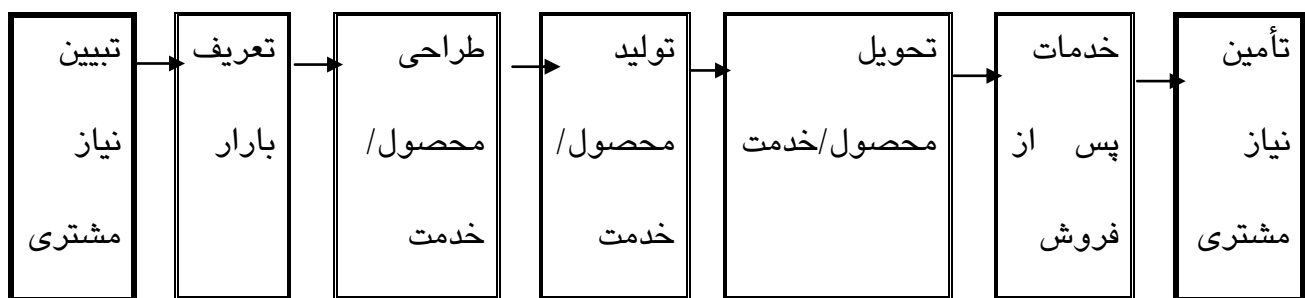 تبیین
نیاز
مشتری
تعریف
بارار
طراحی
محصول/
خدمت
تولید
محصول/
خدمت
تحویل
محصول/خدمت
خدمات
پس از
فروش
تأمین
نیاز
مشتری